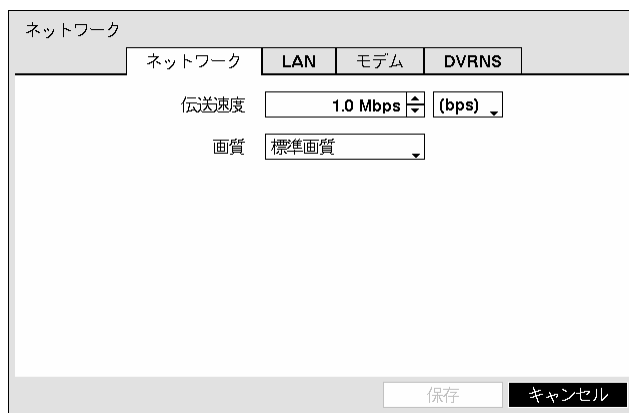 ネットワーク
ネットワーク LAN モデム DVRNS
伝送速度 1.0 Mbps (bps)
画質 標準画質
保存 キャンセル